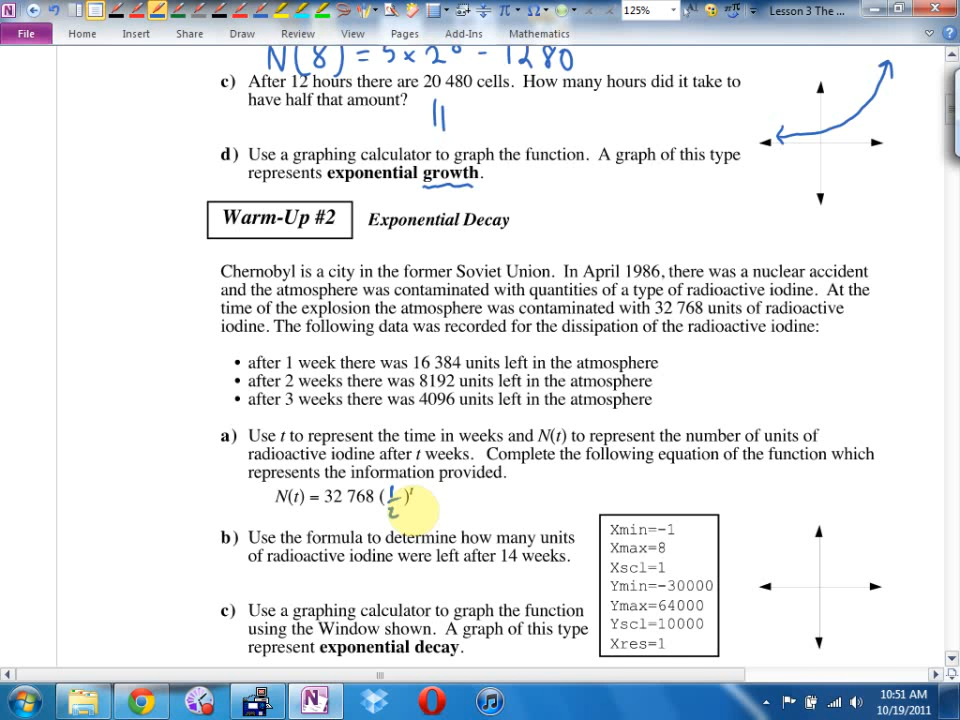 125%
Lesson 3 The ...
File Home Insert Share Draw Review View Pages Add-Ins Mathematics
N(8) = 5 x 2⁸ - 1280
c) After 12 hours there are 20 480 cells. How many hours did it take to
have half that amount?
11
d) Use a graphing calculator to graph the function. A graph of this type
represents exponential growth.
Warm-Up #2 Exponential Decay
Chernobyl is a city in the former Soviet Union. In April 1986, there was a nuclear accident
and the atmosphere was contaminated with quantities of a type of radioactive iodine. At the
time of the explosion the atmosphere was contaminated with 32 768 units of radioactive
iodine. The following data was recorded for the dissipation of the radioactive iodine:
• after 1 week there was 16 384 units left in the atmosphere
• after 2 weeks there was 8192 units left in the atmosphere
• after 3 weeks there was 4096 units left in the atmosphere
a) Use t to represent the time in weeks and N(t) to represent the number of units of
radioactive iodine after t weeks. Complete the following equation of the function which
represents the information provided.
N(t) = 32 768 (1/2)^t
b) Use the formula to determine how many units
of radioactive iodine were left after 14 weeks.
c) Use a graphing calculator to graph the function
using the Window shown. A graph of this type
represent exponential decay.
Xmin=-1
Xmax=8
Xscl=1
Ymin=-30000
Ymax=64000
Yscl=10000
Xres=1
10:51 AM
10/19/2011